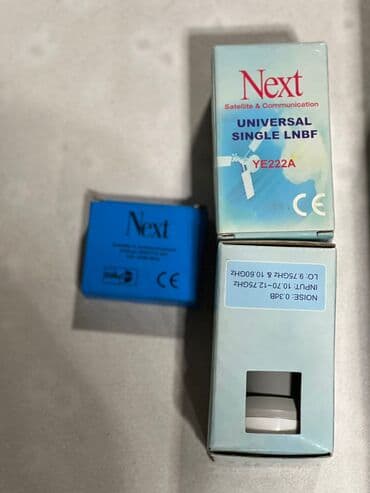 Next
Satellite & Communication
UNIVERSAL
SINGLE LNBF
YE222A
CE
Next
CE
NOISE: 0.3dB
INPUT: 10.70~12.75GHz
LO: 9.75GHz & 10.60GHz